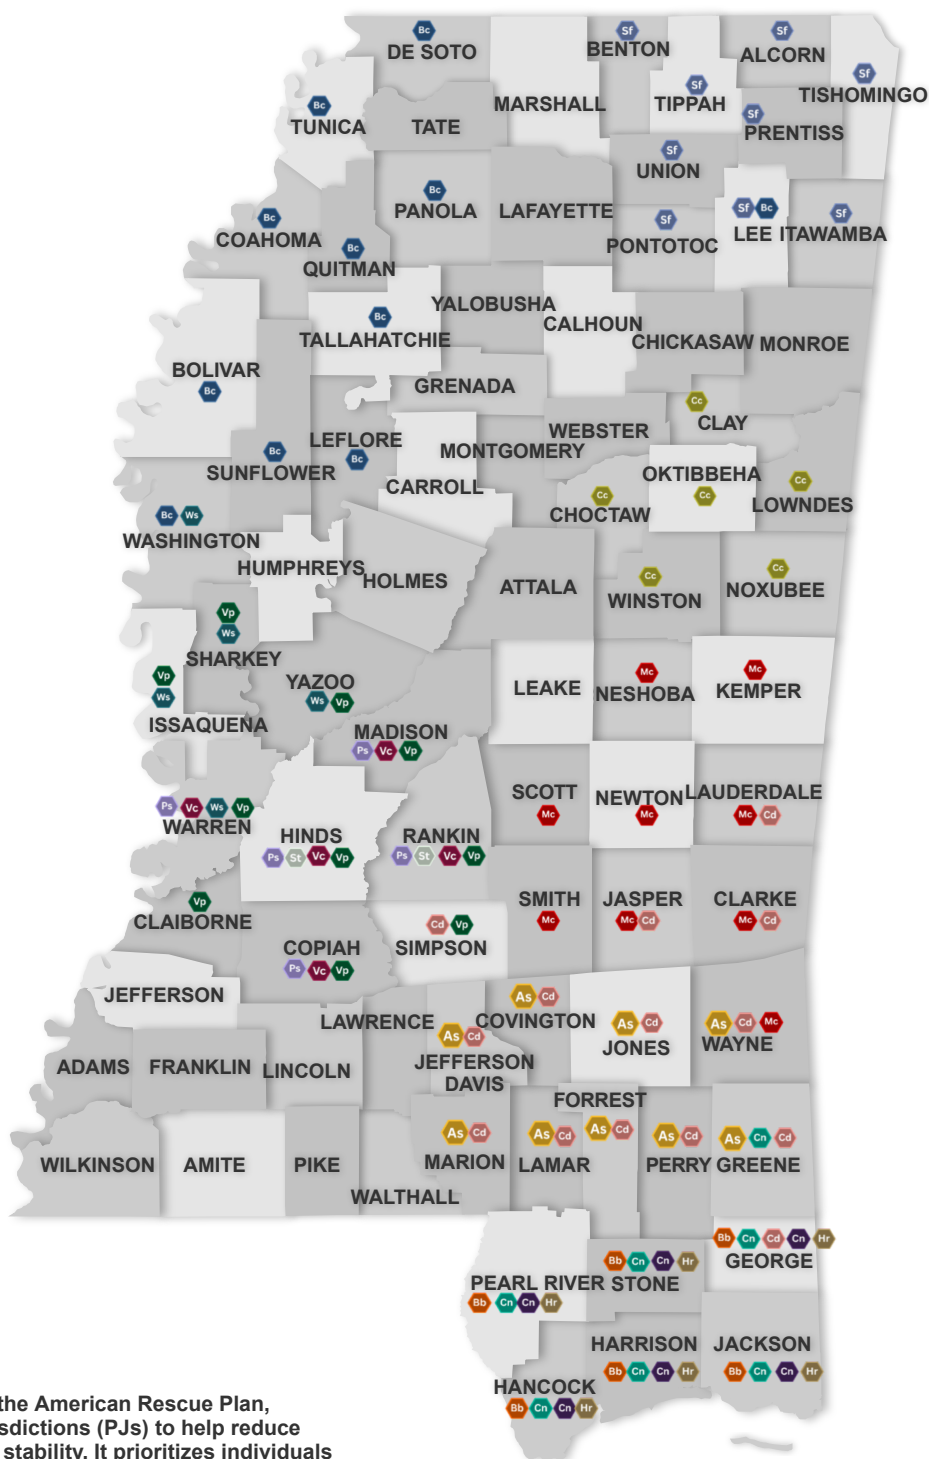 Bc
DE SOTO
Sf
BENTON
Sf
ALCORN
Sf
TISHOMINGO
Bc
TUNICA
TATE
MARSHALL
Sf
TIPPAH
Sf
PRENTISS
Sf
UNION
Bc
PANOLA
LAFAYETTE
Sf
PONTOTOC
Sf Bc
LEE
Sf
ITAWAMBA
Bc
COAHOMA
Bc
QUITMAN
Bc
TALLAHATCHIE
YALOBUSHA
CALHOUN
CHICKASAW
MONROE
BOLIVAR
Bc
GRENADA
Cc
CLAY
LEFLORE
Bc
Bc
SUNFLOWER
MONTGOMERY
WEBSTER
CARROLL
OKTIBBEHA
Cc
Cc
CHOCTAW
Cc
LOWNDES
Bc Ws
WASHINGTON
HUMPHREYS
HOLMES
ATTALA
Cc
WINSTON
Cc
NOXUBEE
Vp
Ws
SHARKEY
Vp
Ws
ISSAQUENA
YAZOO
Ws Vp
LEAKE
Mc
NESHOBA
Mc
KEMPER
MADISON
Ps Vc Vp
SCOTT
Mc
NEWTON
Mc
LAUDERDALE
Mc Cd
Ps Vc Ws Vp
WARREN
HINDS
Ps St Vc Vp
RANKIN
Ps St Vc Vp
Vp
CLAIBORNE
COPIAH
Ps Vc Vp
Cd Vp
SIMPSON
SMITH
Mc
JASPER
Mc Cd
CLARKE
Mc Cd
JEFFERSON
LAWRENCE
As Cd
COVINGTON
As Cd
JONES
As Cd Mc
WAYNE
ADAMS
FRANKLIN
LINCOLN
As Cd
JEFFERSON
DAVIS
FORREST
As Cd
WILKINSON
AMITE
PIKE
WALTHALL
As Cd
MARION
As Cd
LAMAR
As Cd
PERRY
As Cn Cd
GREENE
Bb Cn Cd Cn Hr
GEORGE
PEARL RIVER
Bb Cn Cn Hr
Bb Cn Cn Hr
STONE
HARRISON
Bb Cn Cn Hr
JACKSON
Bb Cn Cn Hr
HANCOCK
Bb Cn Cn Hr
the American Rescue Plan,
sdictions (PJs) to help reduce
stability. It prioritizes individuals